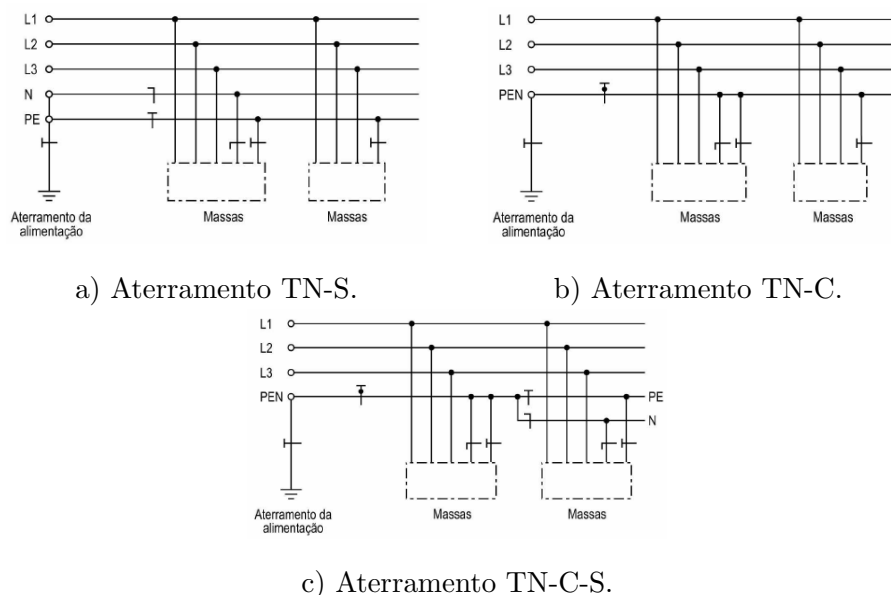 L1
L2
L3
N
PE
Aterramento da
alimentação
Massas
Massas
a) Aterramento TN-S.
L1
L2
L3
PEN
Aterramento da
alimentação
Massas
Massas
b) Aterramento TN-C.
L1
L2
L3
PEN
PE
N
Aterramento da
alimentação
Massas
Massas
c) Aterramento TN-C-S.